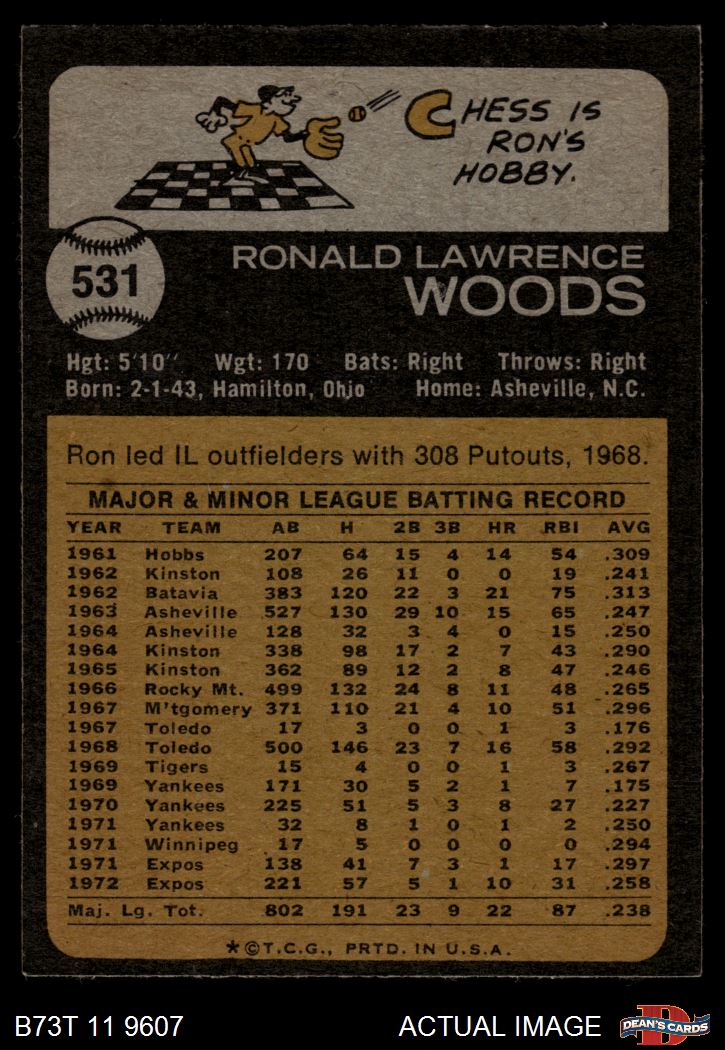 CHESS IS
RON'S
HOBBY.
531
RONALD LAWRENCE
WOODS
Hgt: 5'10" Wgt: 170 Bats: Right Throws: Right
Born: 2-1-43, Hamilton, Ohio Home: Asheville, N.C.
Ron led IL outfielders with 308 Putouts, 1968.
MAJOR & MINOR LEAGUE BATTING RECORD
YEAR TEAM AB H 2B 3B HR RBI AVG
1961 Hobbs 207 64 15 4 14 54 .309
1962 Kinston 108 26 11 0 0 19 .241
1962 Batavia 383 120 22 3 21 75 .313
1963 Asheville 527 130 29 10 15 65 .247
1964 Asheville 128 32 3 4 0 15 .250
1964 Kinston 338 98 17 2 7 43 .290
1965 Kinston 362 89 12 2 8 47 .246
1966 Rocky Mt. 499 132 24 8 11 48 .265
1967 M'tgomery 371 110 21 4 10 51 .296
1967 Toledo 17 3 0 0 1 3 .176
1968 Toledo 500 146 23 7 16 58 .292
1969 Tigers 15 4 0 0 1 3 .267
1969 Yankees 171 30 5 2 1 7 .175
1970 Yankees 225 51 5 3 8 27 .227
1971 Yankees 32 8 1 0 1 2 .250
1971 Winnipeg 17 5 0 0 0 0 .294
1971 Expos 138 41 7 3 1 17 .297
1972 Expos 221 57 5 1 10 31 .258
Maj. Lg. Tot. 802 191 23 9 22 87 .238
*©T.C.G., PRTD. IN U.S.A.
B73T 11 9607 ACTUAL IMAGE D DEAN'S CARDS